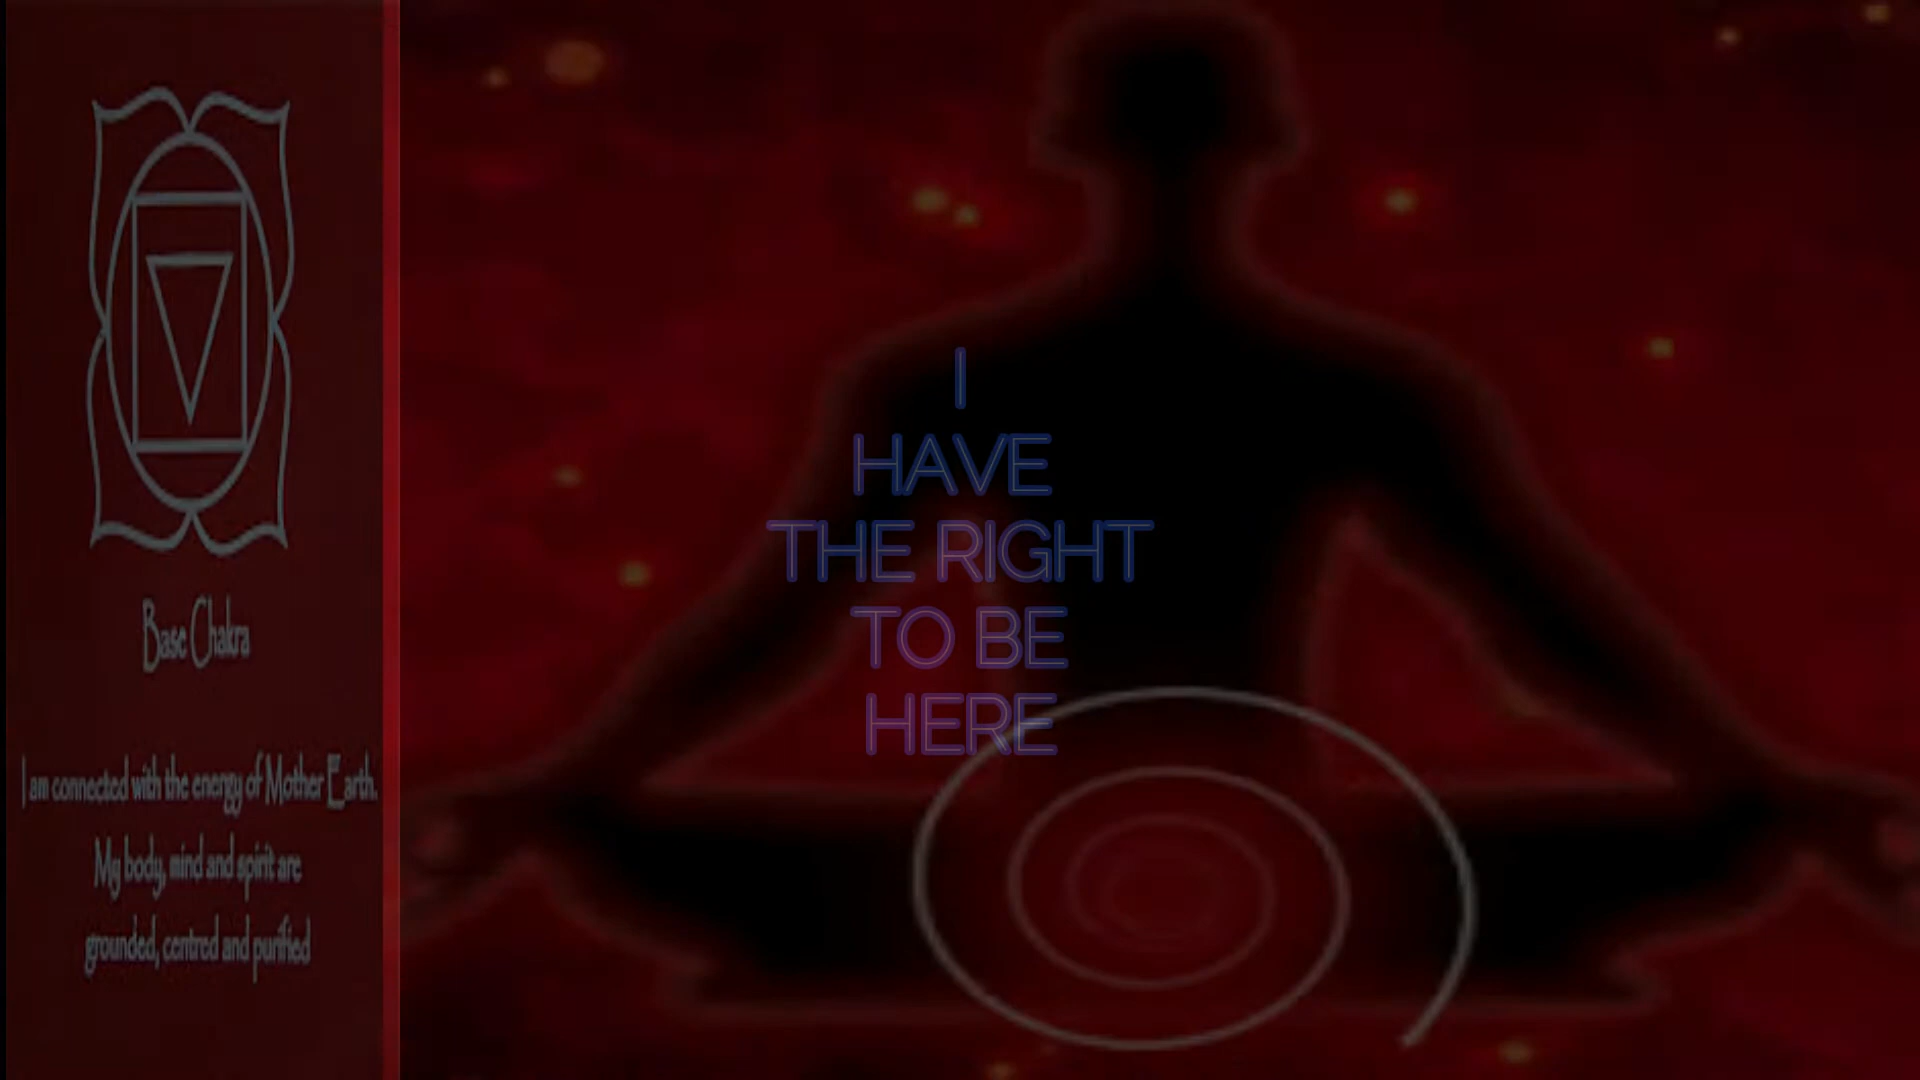 Base Chakra
I am connected with the energy of Mother Earth.
My body, mind and spirit are
grounded, centred and purified
I
HAVE
THE RIGHT
TO BE
HERE